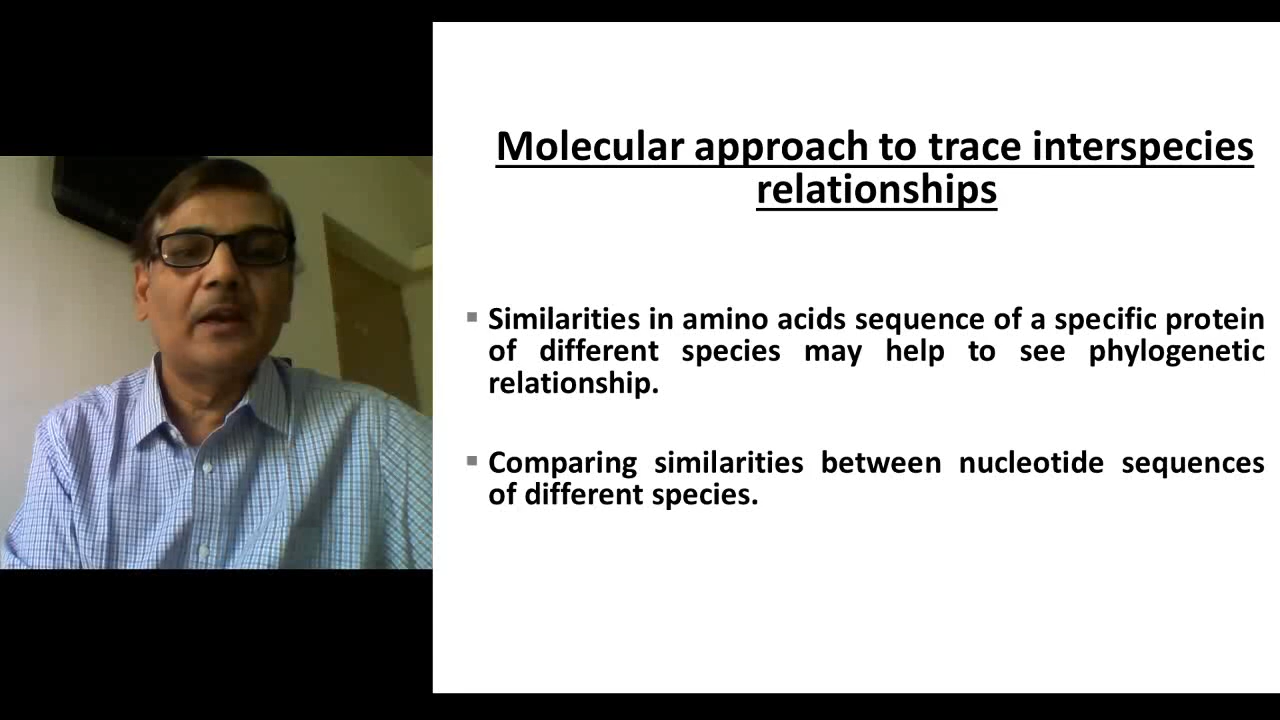 Molecular approach to trace interspecies
relationships
▪ Similarities in amino acids sequence of a specific protein
of different species may help to see phylogenetic
relationship.
▪ Comparing similarities between nucleotide sequences
of different species.